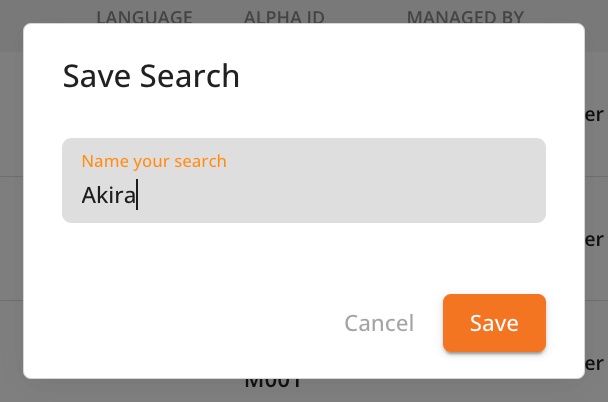 LANGUAGE ALPHA ID MANAGED BY
Save Search
er
Name your search
Akira
er
Cancel Save
er
M001